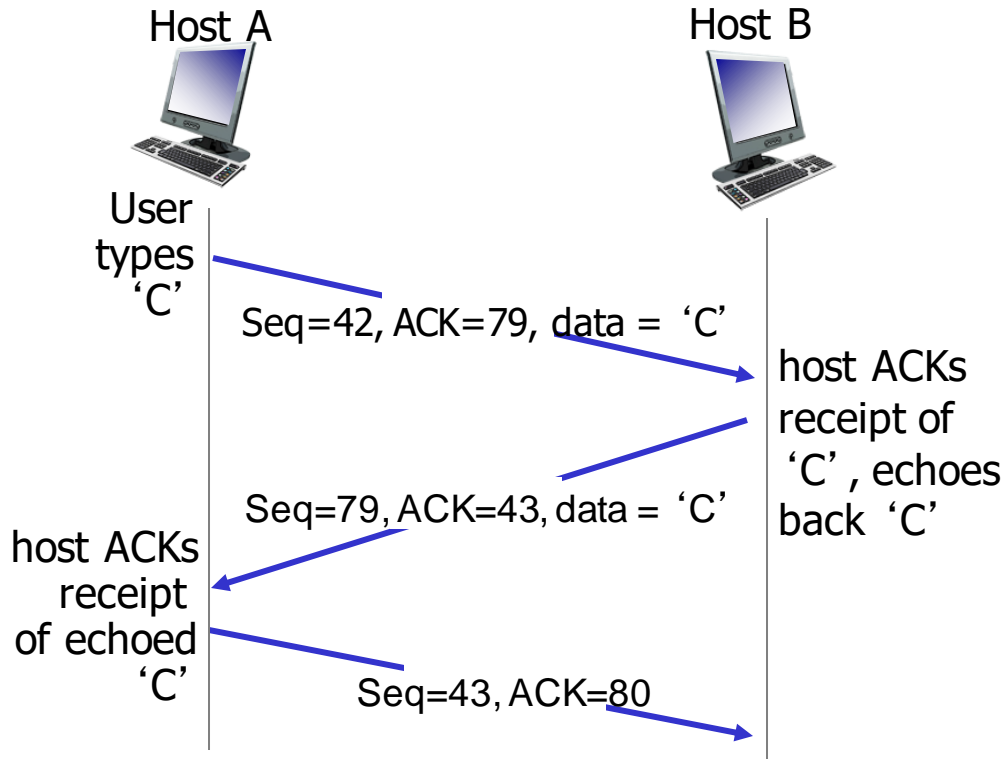 Host A
Host B
User
types
‘C’
Seq=42, ACK=79, data = ‘C’
host ACKs
receipt of
‘C’, echoes
back ‘C’
Seq=79, ACK=43, data = ‘C’
host ACKs
receipt
of echoed
‘C’
Seq=43, ACK=80